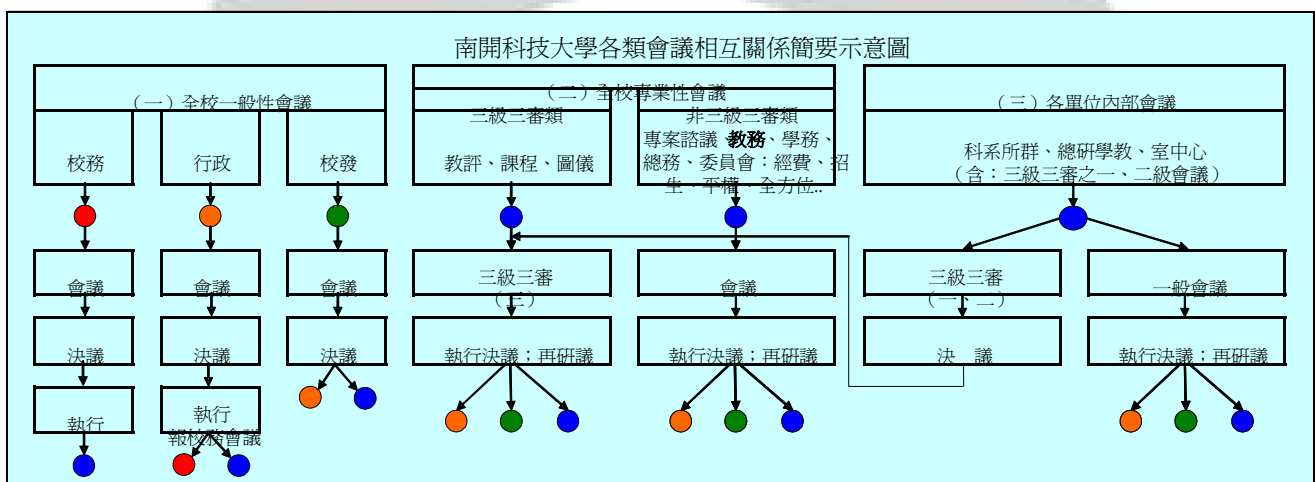 南開科技大學各類會議相互關係簡要示意圖
（一）全校一般性會議
校務
行政
校發
（二）全校專業性會議
三級三審類
教評、課程、圖儀
非三級三審類
專案諮議、教務、學務、
總務、委員會：經費、招
生、平權、全方位..
（三）各單位內部會議
科系所群、總研學教、室中心
（含：三級三審之一、二級會議）
會議
會議
會議
三級三審
（三）
會議
三級三審
（一、二）
一般會議
決議
決議
決議
執行決議；再研議
執行決議；再研議
決　議
執行決議；再研議
執行
執行
報校務會議